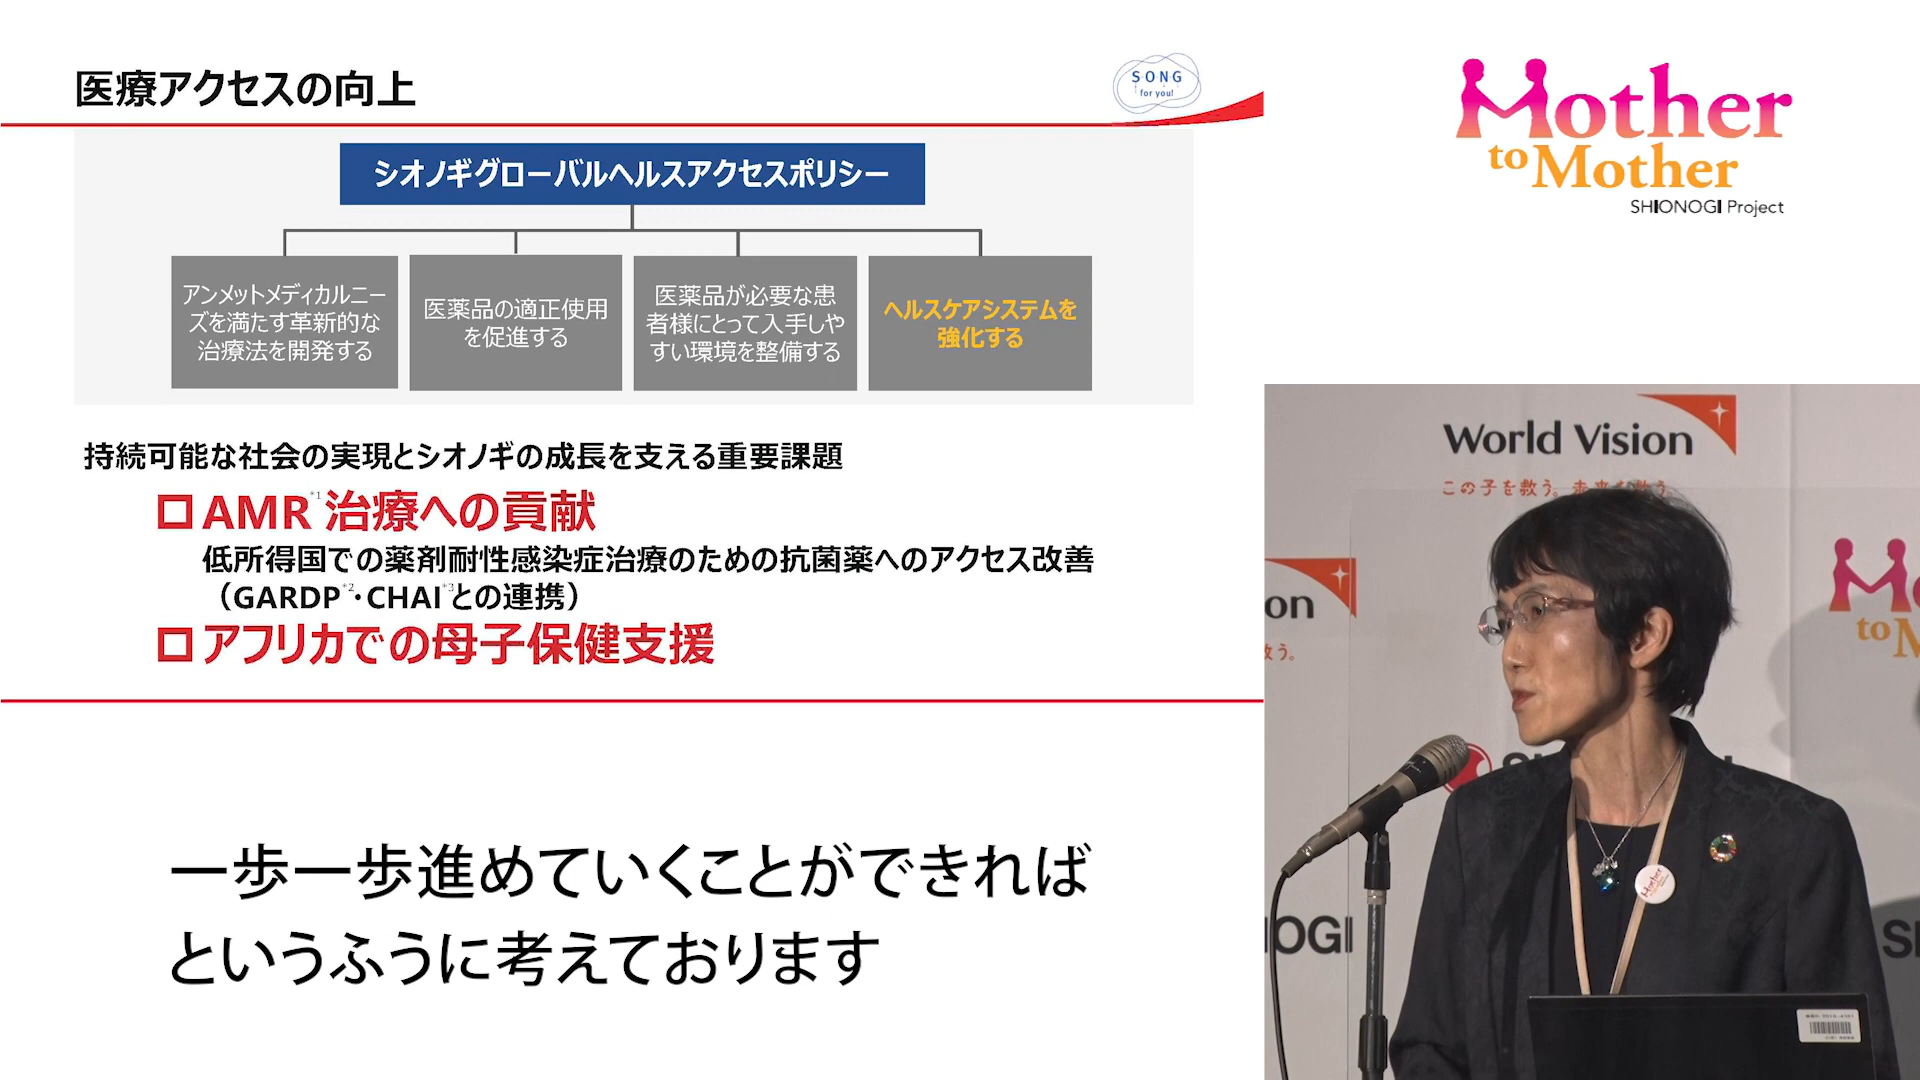 医療アクセスの向上
SONG
for you!
シオノギグローバルヘルスアクセスポリシー
アンメットメディカルニー
ズを満たす革新的な
治療法を開発する
医薬品の適正使用
を促進する
医薬品が必要な患
者様にとって入手しや
すい環境を整備する
ヘルスケアシステムを
強化する
持続可能な社会の実現とシオノギの成長を支える重要課題
AMR*1治療への貢献
低所得国での薬剤耐性感染症治療のための抗菌薬へのアクセス改善
（GARDP*2・CHAI*3との連携）
アフリカでの母子保健支援
一歩一歩進めていくことができれば
というふうに考えております
Mother
to Mother
SHIONOGI Project
World Vision
この子を救う。未来を救う。
on
救う。
OGI
to M
S